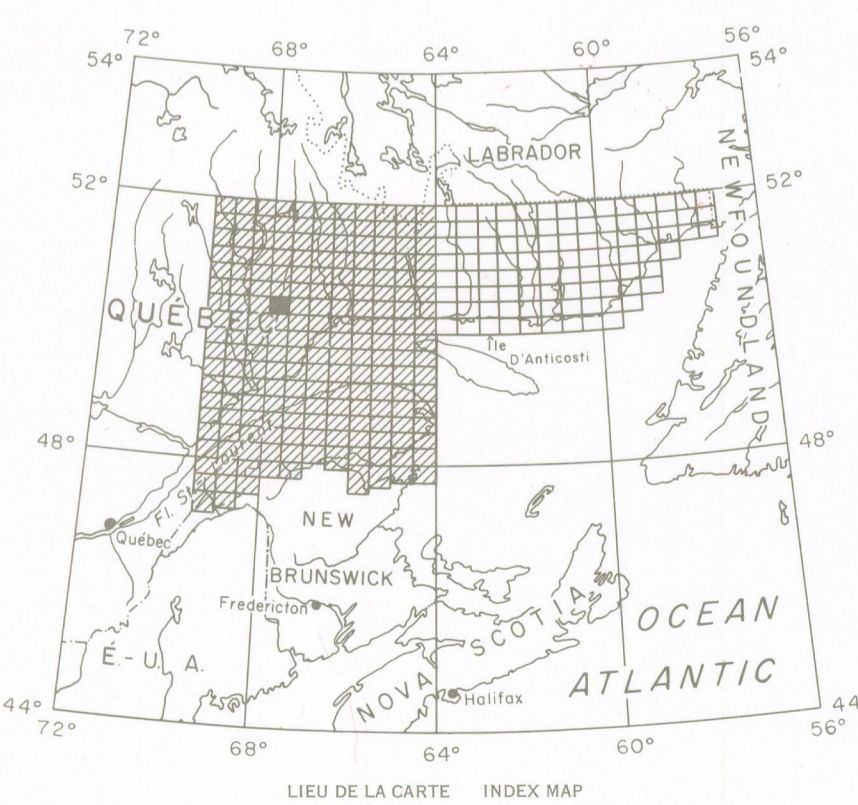 72°
68°
64°
60°
56°
54°
54°
LABRADOR
52°
52°
NEWFOUNDLAND
QUÉBEC
Île
D'Anticosti
48°
48°
Fl. St-Laurent
Québec
NEW
BRUNSWICK
Fredericton
NOVA SCOTIA
OCEAN
ATLANTIC
É.-U. A.
Halifax
44°
44
72°
68°
64°
60°
56°
LIEU DE LA CARTE INDEX MAP